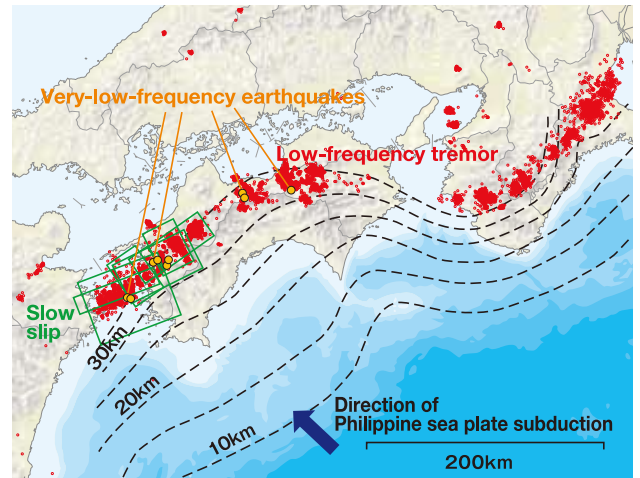 Very-low-frequency earthquakes
Low-frequency tremor
Slow
slip
30km
20km
10km
Direction of
Philippine sea plate subduction
200km